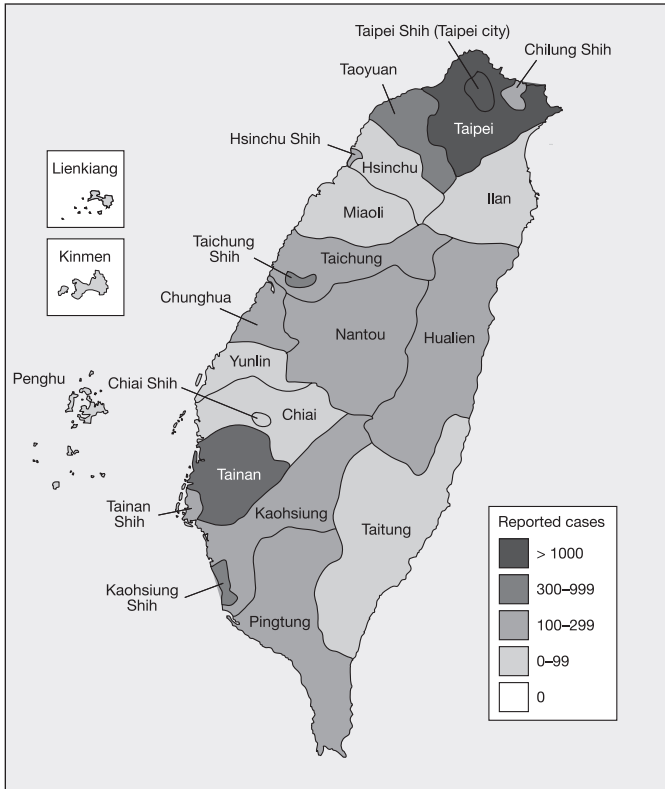 Taipei Shih (Taipei city)
Chilung Shih
Taoyuan
Taipei
Hsinchu Shih
Hsinchu
Lienkiang
Ilan
Miaoli
Taichung
Shih
Taichung
Kinmen
Chunghua
Nantou
Hualien
Yunlin
Penghu
Chiai Shih
Chiai
Tainan
Tainan
Shih
Kaohsiung
Taitung
Reported cases
> 1000
300–999
100–299
0–99
0
Kaohsiung
Shih
Pingtung